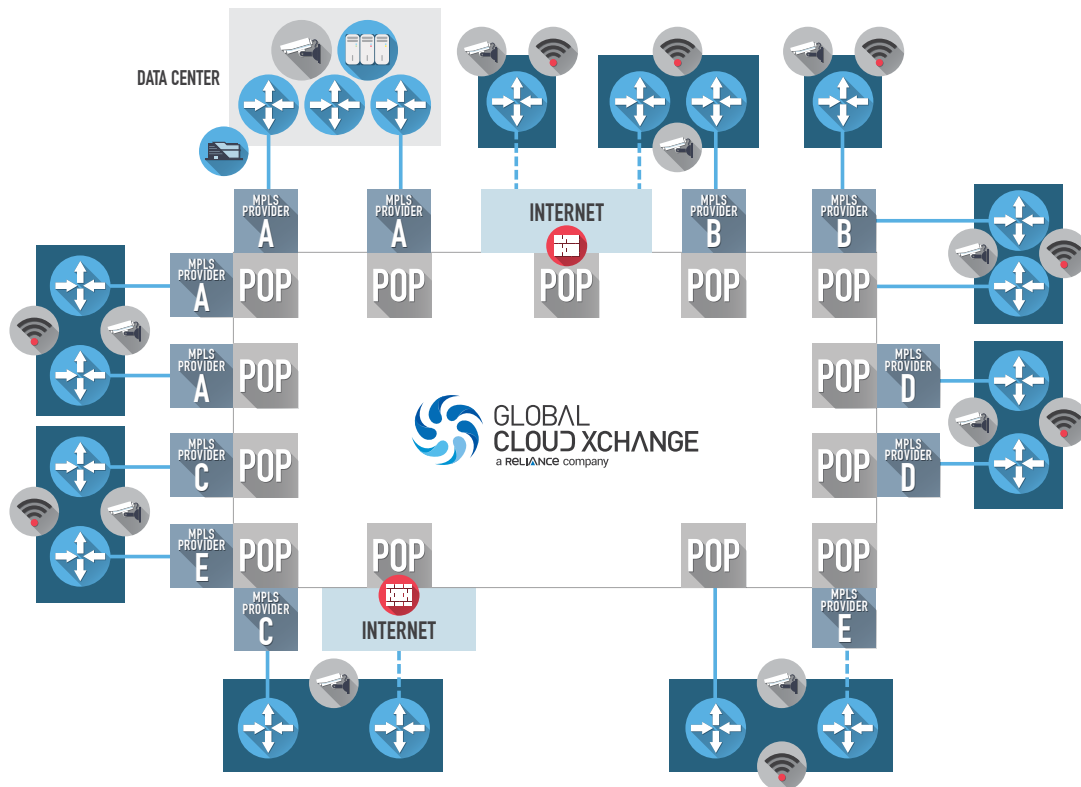 DATA CENTER
MPLS
PROVIDER
A
MPLS
PROVIDER
A
INTERNET
MPLS
PROVIDER
B
MPLS
PROVIDER
B
MPLS
PROVIDER
A
POP
POP
POP
POP
POP
MPLS
PROVIDER
A
POP
POP
MPLS
PROVIDER
D
GLOBAL
CLOUD XCHANGE
a RELIANCE company
MPLS
PROVIDER
C
POP
POP
MPLS
PROVIDER
D
MPLS
PROVIDER
E
POP
POP
POP
POP
MPLS
PROVIDER
C
INTERNET
MPLS
PROVIDER
E